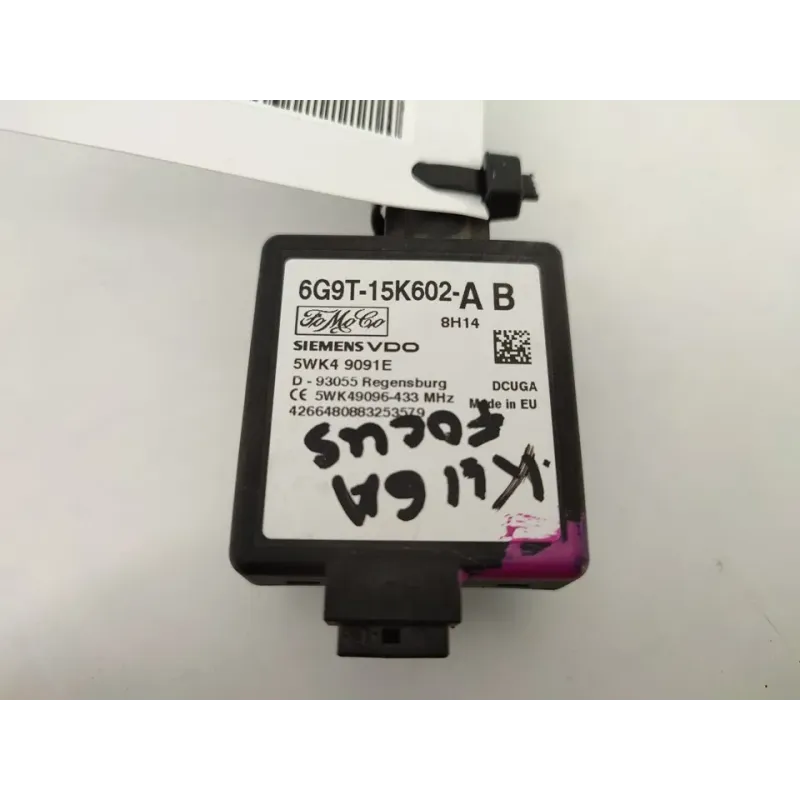 6G9T-15K602-A B
FoMoCo
8H14
SIEMENS VDO
5WK4 9091E
D - 93055 Regensburg
DCUGA
CE 5WK49096-433 MHz
Made in EU
4266480883253579
FOCUS
KUGA